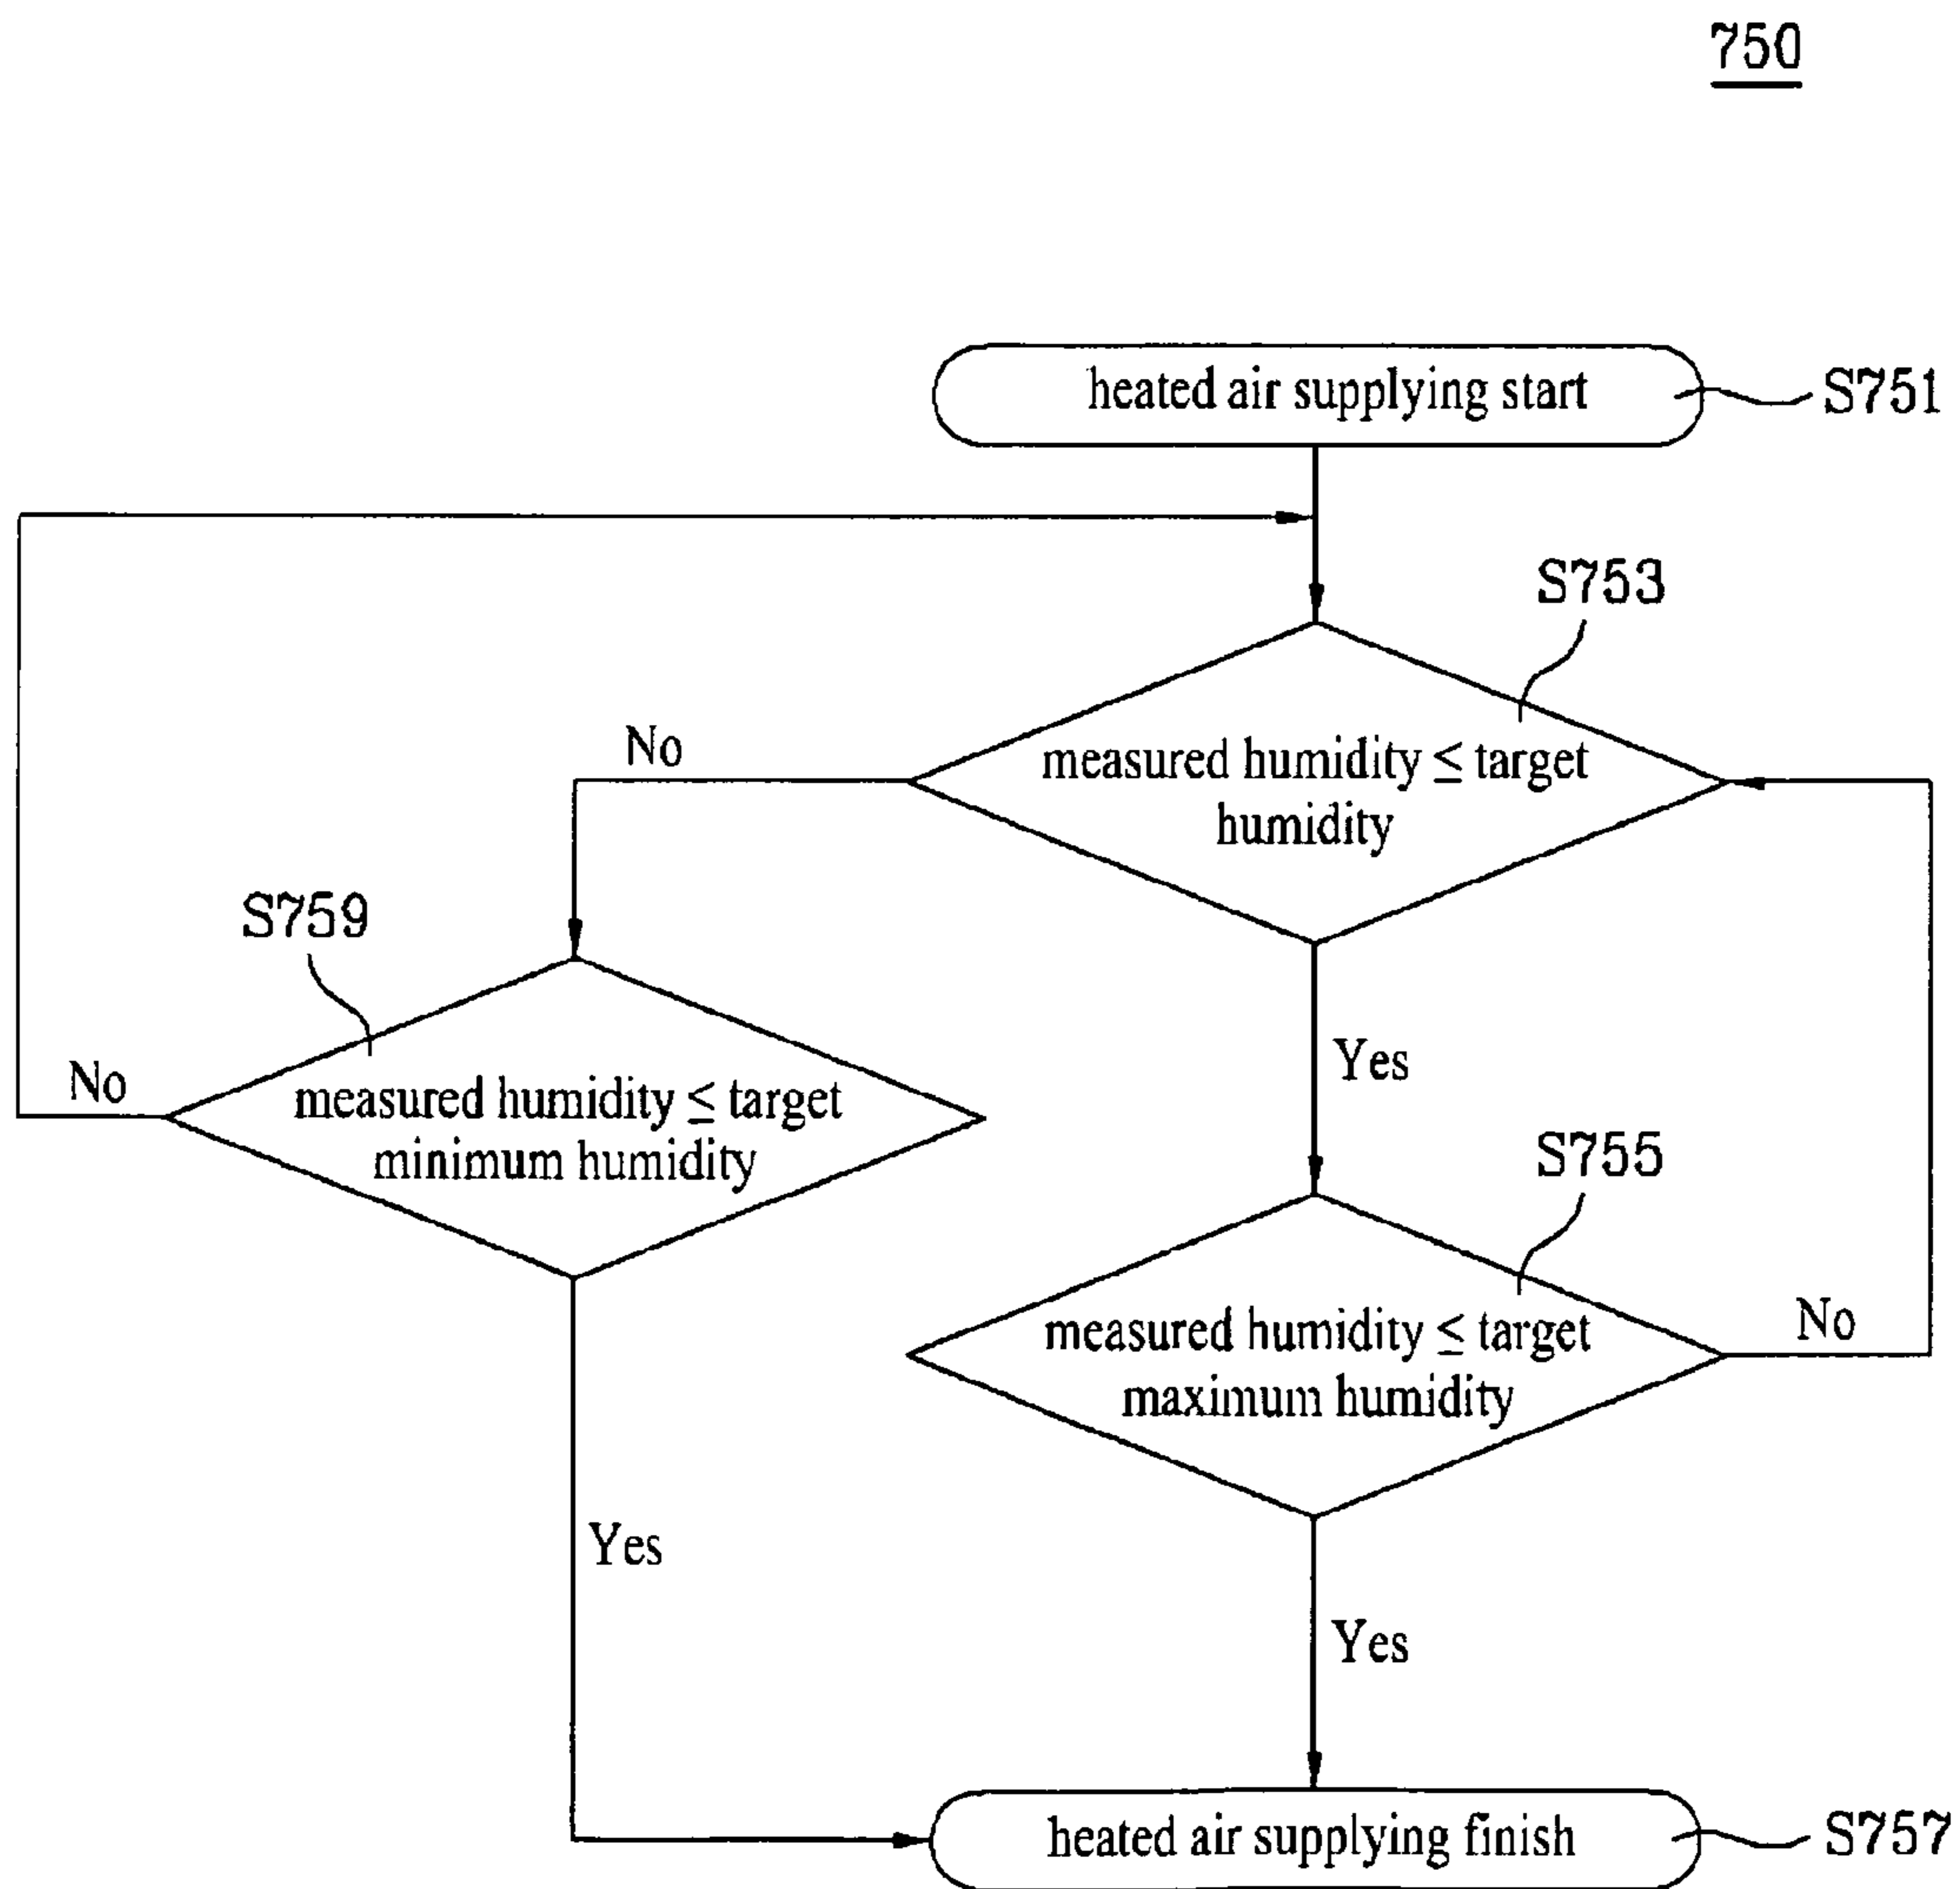 750
heated air supplying start
S751
S753
No
measured humidity ≤ target
humidity
S759
Yes
No
measured humidity ≤ target
minimum humidity
S755
No
measured humidity ≤ target
maximum humidity
Yes
Yes
heated air supplying finish
S757